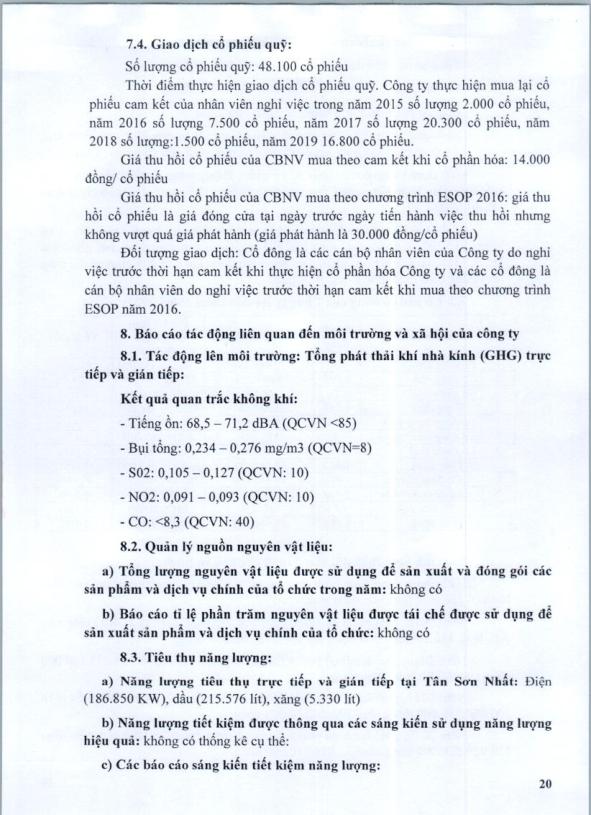 7.4. Giao dịch cổ phiếu quỹ:
Số lượng cổ phiếu quỹ: 48.100 cổ phiếu
Thời điểm thực hiện giao dịch cổ phiếu quỹ. Công ty thực hiện mua lại cổ
phiếu cam kết của nhân viên nghỉ việc trong năm 2015 số lượng 2.000 cổ phiếu,
năm 2016 số lượng 7.500 cổ phiếu, năm 2017 số lượng 20.300 cổ phiếu, năm
2018 số lượng:1.500 cổ phiếu, năm 2019 16.800 cổ phiếu.
Giá thu hồi cổ phiếu của CBNV mua theo cam kết khi cổ phần hóa: 14.000
đồng/ cổ phiếu
Giá thu hồi cổ phiếu của CBNV mua theo chương trình ESOP 2016: giá thu
hồi cổ phiếu là giá đóng cửa tại ngày trước ngày tiến hành việc thu hồi nhưng
không vượt quá giá phát hành (giá phát hành là 30.000 đồng/cổ phiếu)
Đối tượng giao dịch: Cổ đông là các cán bộ nhân viên của Công ty do nghỉ
việc trước thời hạn cam kết khi thực hiện cổ phần hóa Công ty và các cổ đông là
cán bộ nhân viên do nghỉ việc trước thời hạn cam kết khi mua theo chương trình
ESOP năm 2016.
8. Báo cáo tác động liên quan đến môi trường và xã hội của công ty
8.1. Tác động lên môi trường: Tổng phát thải khí nhà kính (GHG) trực
tiếp và gián tiếp:
Kết quả quan trắc không khí:
- Tiếng ồn: 68,5 – 71,2 dBA (QCVN <85)
- Bụi tổng: 0,234 – 0,276 mg/m3 (QCVN=8)
- S02: 0,105 – 0,127 (QCVN: 10)
- NO2: 0,091 – 0,093 (QCVN: 10)
- CO: <8,3 (QCVN: 40)
8.2. Quản lý nguồn nguyên vật liệu:
a) Tổng lượng nguyên vật liệu được sử dụng để sản xuất và đóng gói các
sản phẩm và dịch vụ chính của tổ chức trong năm: không có
b) Báo cáo tỉ lệ phần trăm nguyên vật liệu được tái chế được sử dụng để
sản xuất sản phẩm và dịch vụ chính của tổ chức: không có
8.3. Tiêu thụ năng lượng:
a) Năng lượng tiêu thụ trực tiếp và gián tiếp tại Tân Sơn Nhất: Điện
(186.850 KW), dầu (215.576 lít), xăng (5.330 lít)
b) Năng lượng tiết kiệm được thông qua các sáng kiến sử dụng năng lượng
hiệu quả: không có thống kê cụ thể:
c) Các báo cáo sáng kiến tiết kiệm năng lượng:
20